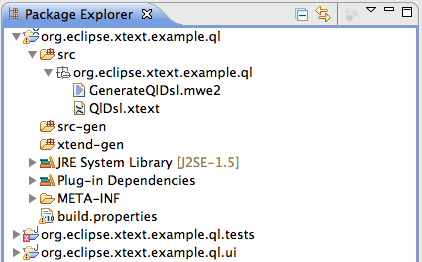 Package Explorer
org.eclipse.xtext.example.ql
src
org.eclipse.xtext.example.ql
GenerateQlDsl.mwe2
QlDsl.xtext
src-gen
xtend-gen
JRE System Library [J2SE-1.5]
Plug-in Dependencies
META-INF
build.properties
org.eclipse.xtext.example.ql.tests
org.eclipse.xtext.example.ql.ui